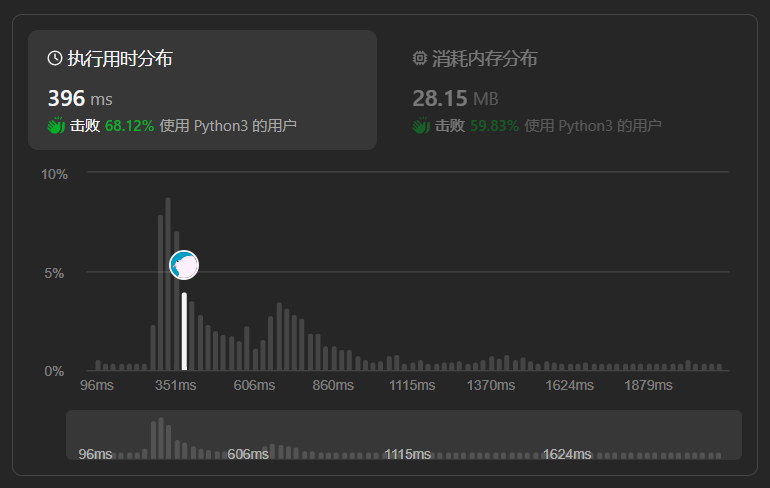 执行用时分布
396 ms
击败 68.12% 使用 Python3 的用户
消耗内存分布
28.15 MB
击败 59.83% 使用 Python3 的用户
10%
5%
0%
96ms 351ms 606ms 860ms 1115ms 1370ms 1624ms 1879ms
96ms 606ms 1115ms 1624ms